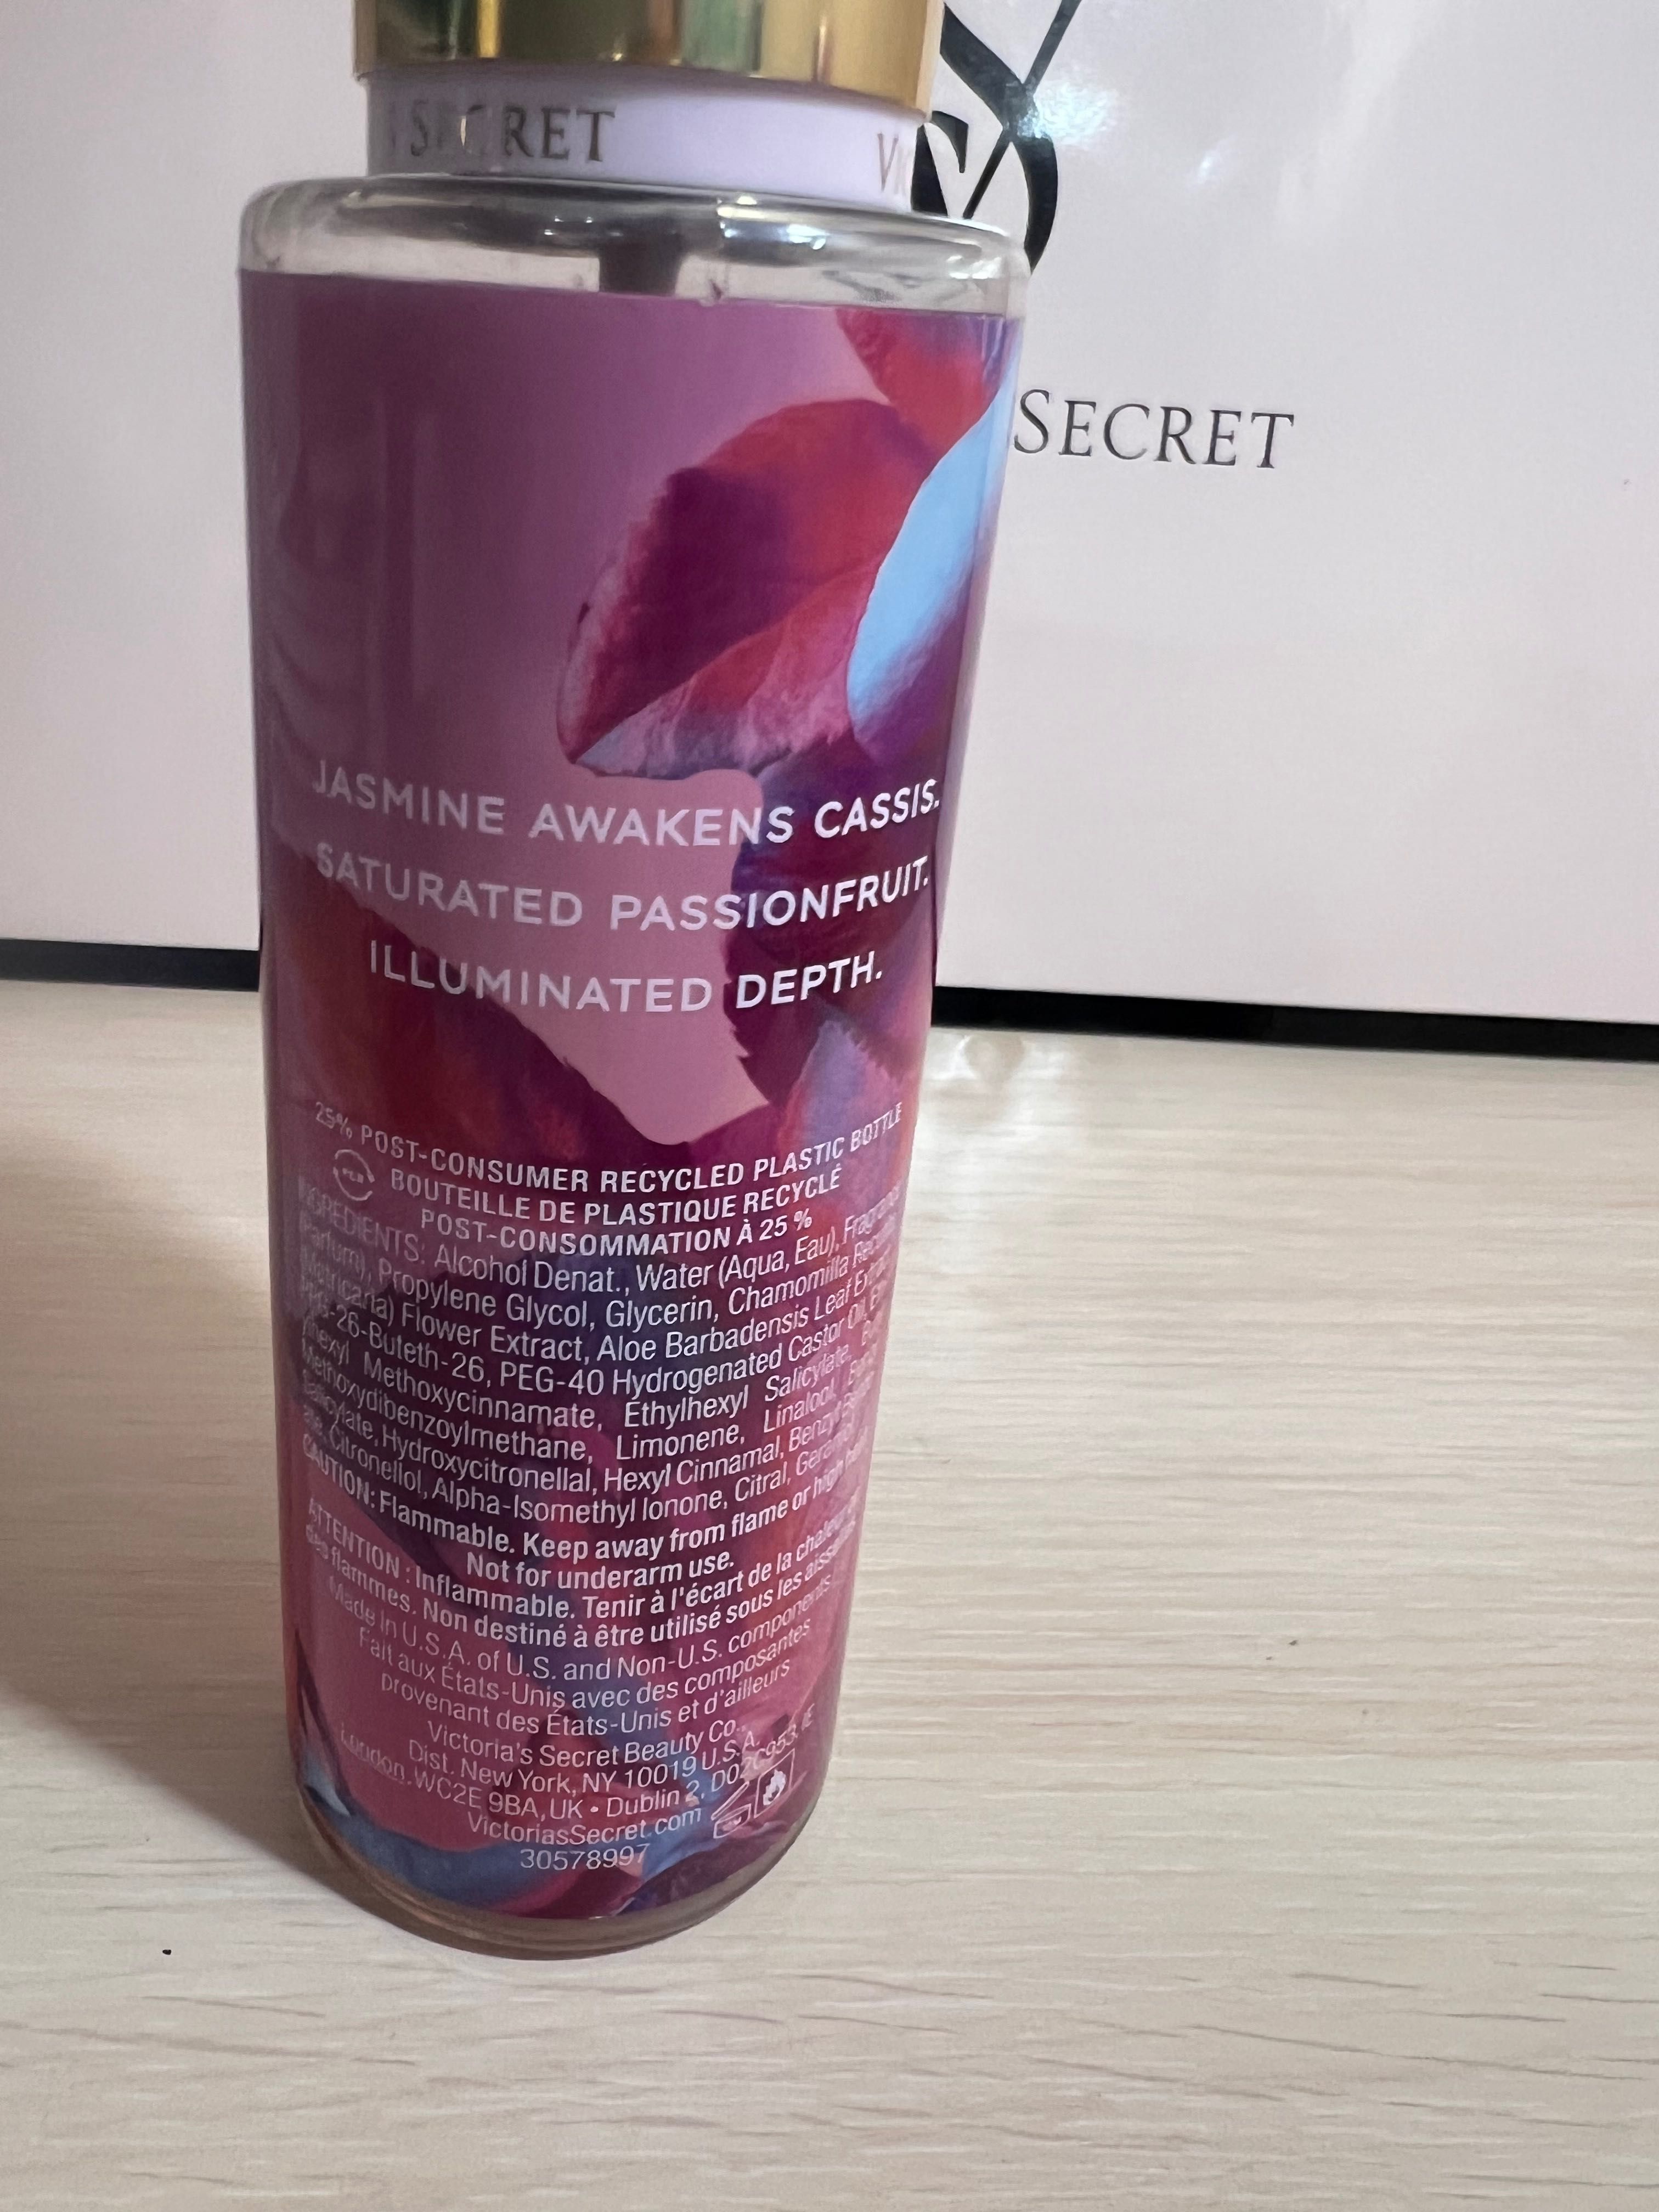 SECRET
SECRET
JASMINE AWAKENS CASSIS.
SATURATED PASSIONFRUIT.
ILLUMINATED DEPTH.
25% POST-CONSUMER RECYCLED PLASTIC BOTTLE
BOUTEILLE DE PLASTIQUE RECYCLÉ
POST-CONSOMMATION À 25 %
INGREDIENTS: Alcohol Denat., Water (Aqua, Eau), Fragrance
(Parfum), Propylene Glycol, Glycerin, Chamomilla Recutita
(Matricaria) Flower Extract, Aloe Barbadensis Leaf Extract,
PPG-26-Buteth-26, PEG-40 Hydrogenated Castor Oil,
Methoxycinnamate, Ethylhexyl Salicylate,
Methoxydibenzoylmethane, Limonene, Linalool,
Salicylate, Hydroxycitronellal, Hexyl Cinnamal, Benzyl
Citronellol, Alpha-Isomethyl Ionone, Citral,
CAUTION: Flammable. Keep away from flame or high
Not for underarm use.
ATTENTION : Inflammable. Tenir à l'écart de la chaleur
des flammes. Non destiné à être utilisé sous les aisselles
Made in U.S.A. of U.S. and Non-U.S. components
Fait aux États-Unis avec des composantes
provenant des États-Unis et d'ailleurs
Victoria's Secret Beauty Co.,
Dist. New York, NY 10019 U.S.A.
London. WC2E 9BA, UK • Dublin 2, D02C953, IE
VictoriasSecret.com
30578997